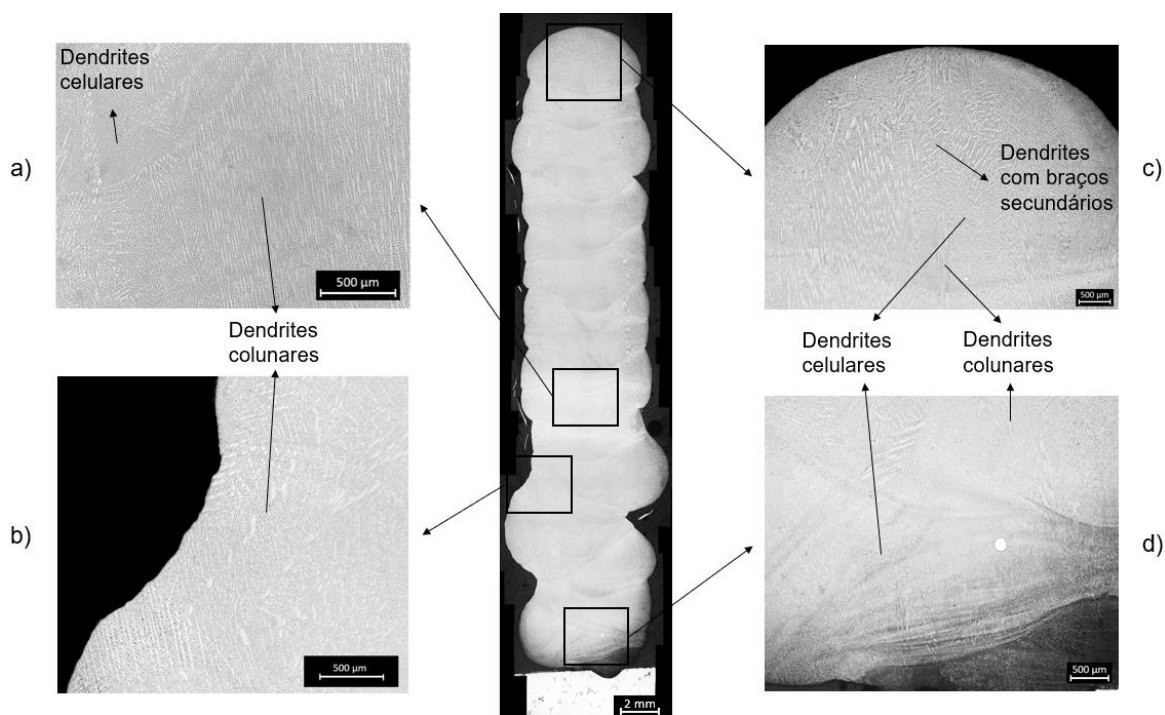 Dendrites
celulares
a)
500 µm
Dendrites
colunares
b)
500 µm
2 mm
Dendrites
com braços
secundários
c)
500 µm
Dendrites
celulares
Dendrites
colunares
d)
500 µm